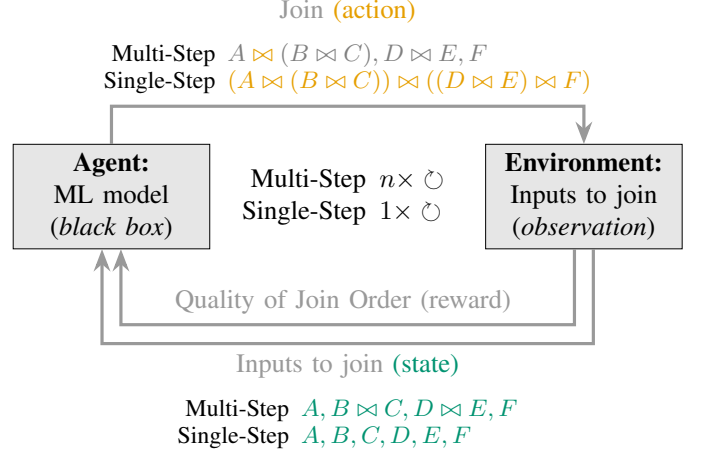 Join (action)
Multi-Step A ⋈ (B ⋈ C), D ⋈ E, F
Single-Step (A ⋈ (B ⋈ C)) ⋈ ((D ⋈ E) ⋈ F)
Agent:
ML model
(black box)
Multi-Step n× ↻
Single-Step 1× ↻
Environment:
Inputs to join
(observation)
Quality of Join Order (reward)
Inputs to join (state)
Multi-Step A, B ⋈ C, D ⋈ E, F
Single-Step A, B, C, D, E, F